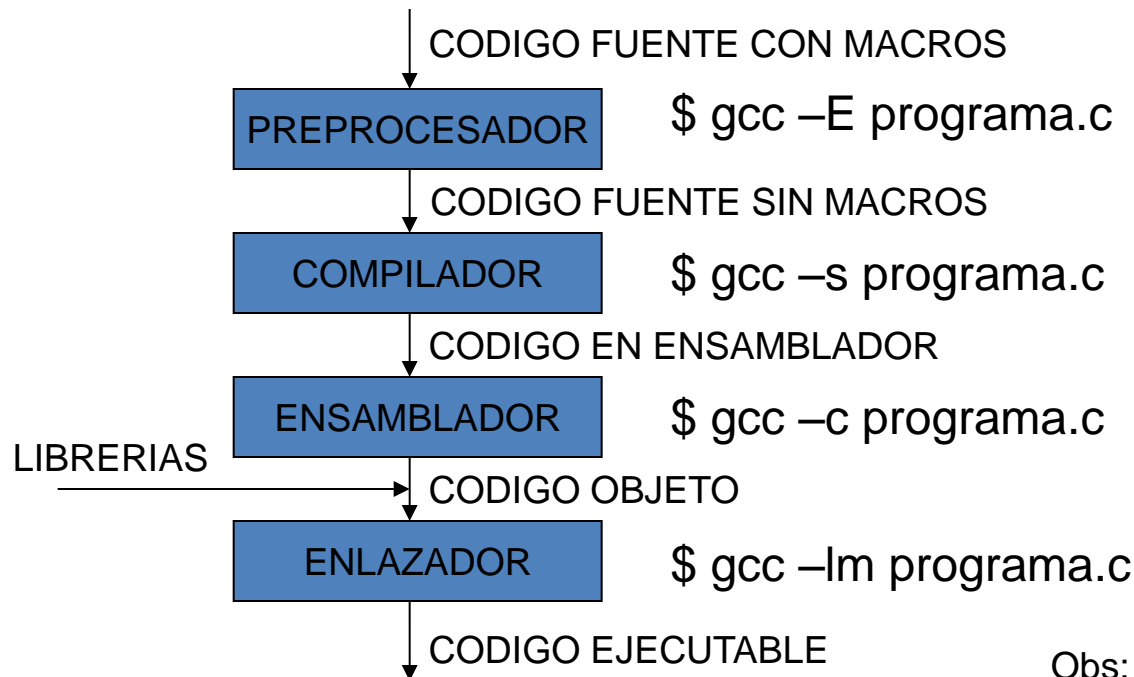 CODIGO FUENTE CON MACROS
PREPROCESADOR
$ gcc –E programa.c
CODIGO FUENTE SIN MACROS
COMPILADOR
$ gcc –s programa.c
CODIGO EN ENSAMBLADOR
ENSAMBLADOR
$ gcc –c programa.c
LIBRERIAS
CODIGO OBJETO
ENLAZADOR
$ gcc –lm programa.c
CODIGO EJECUTABLE
Obs: